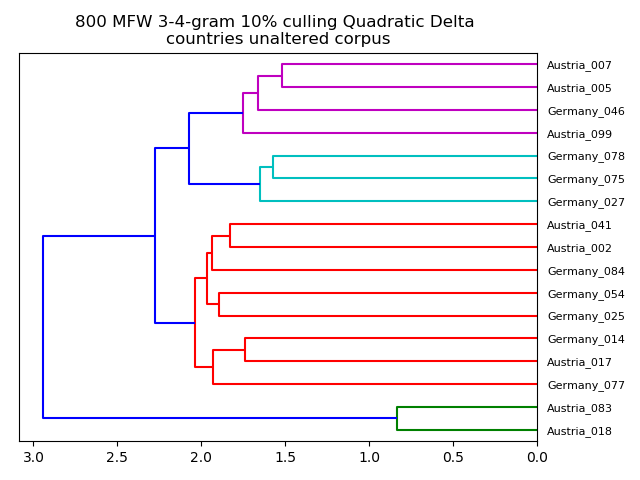 800 MFW 3-4-gram 10% culling Quadratic Delta
countries unaltered corpus
Austria_007
Austria_005
Germany_046
Austria_099
Germany_078
Germany_075
Germany_027
Austria_041
Austria_002
Germany_084
Germany_054
Germany_025
Germany_014
Austria_017
Germany_077
Austria_083
Austria_018
3.0 2.5 2.0 1.5 1.0 0.5 0.0